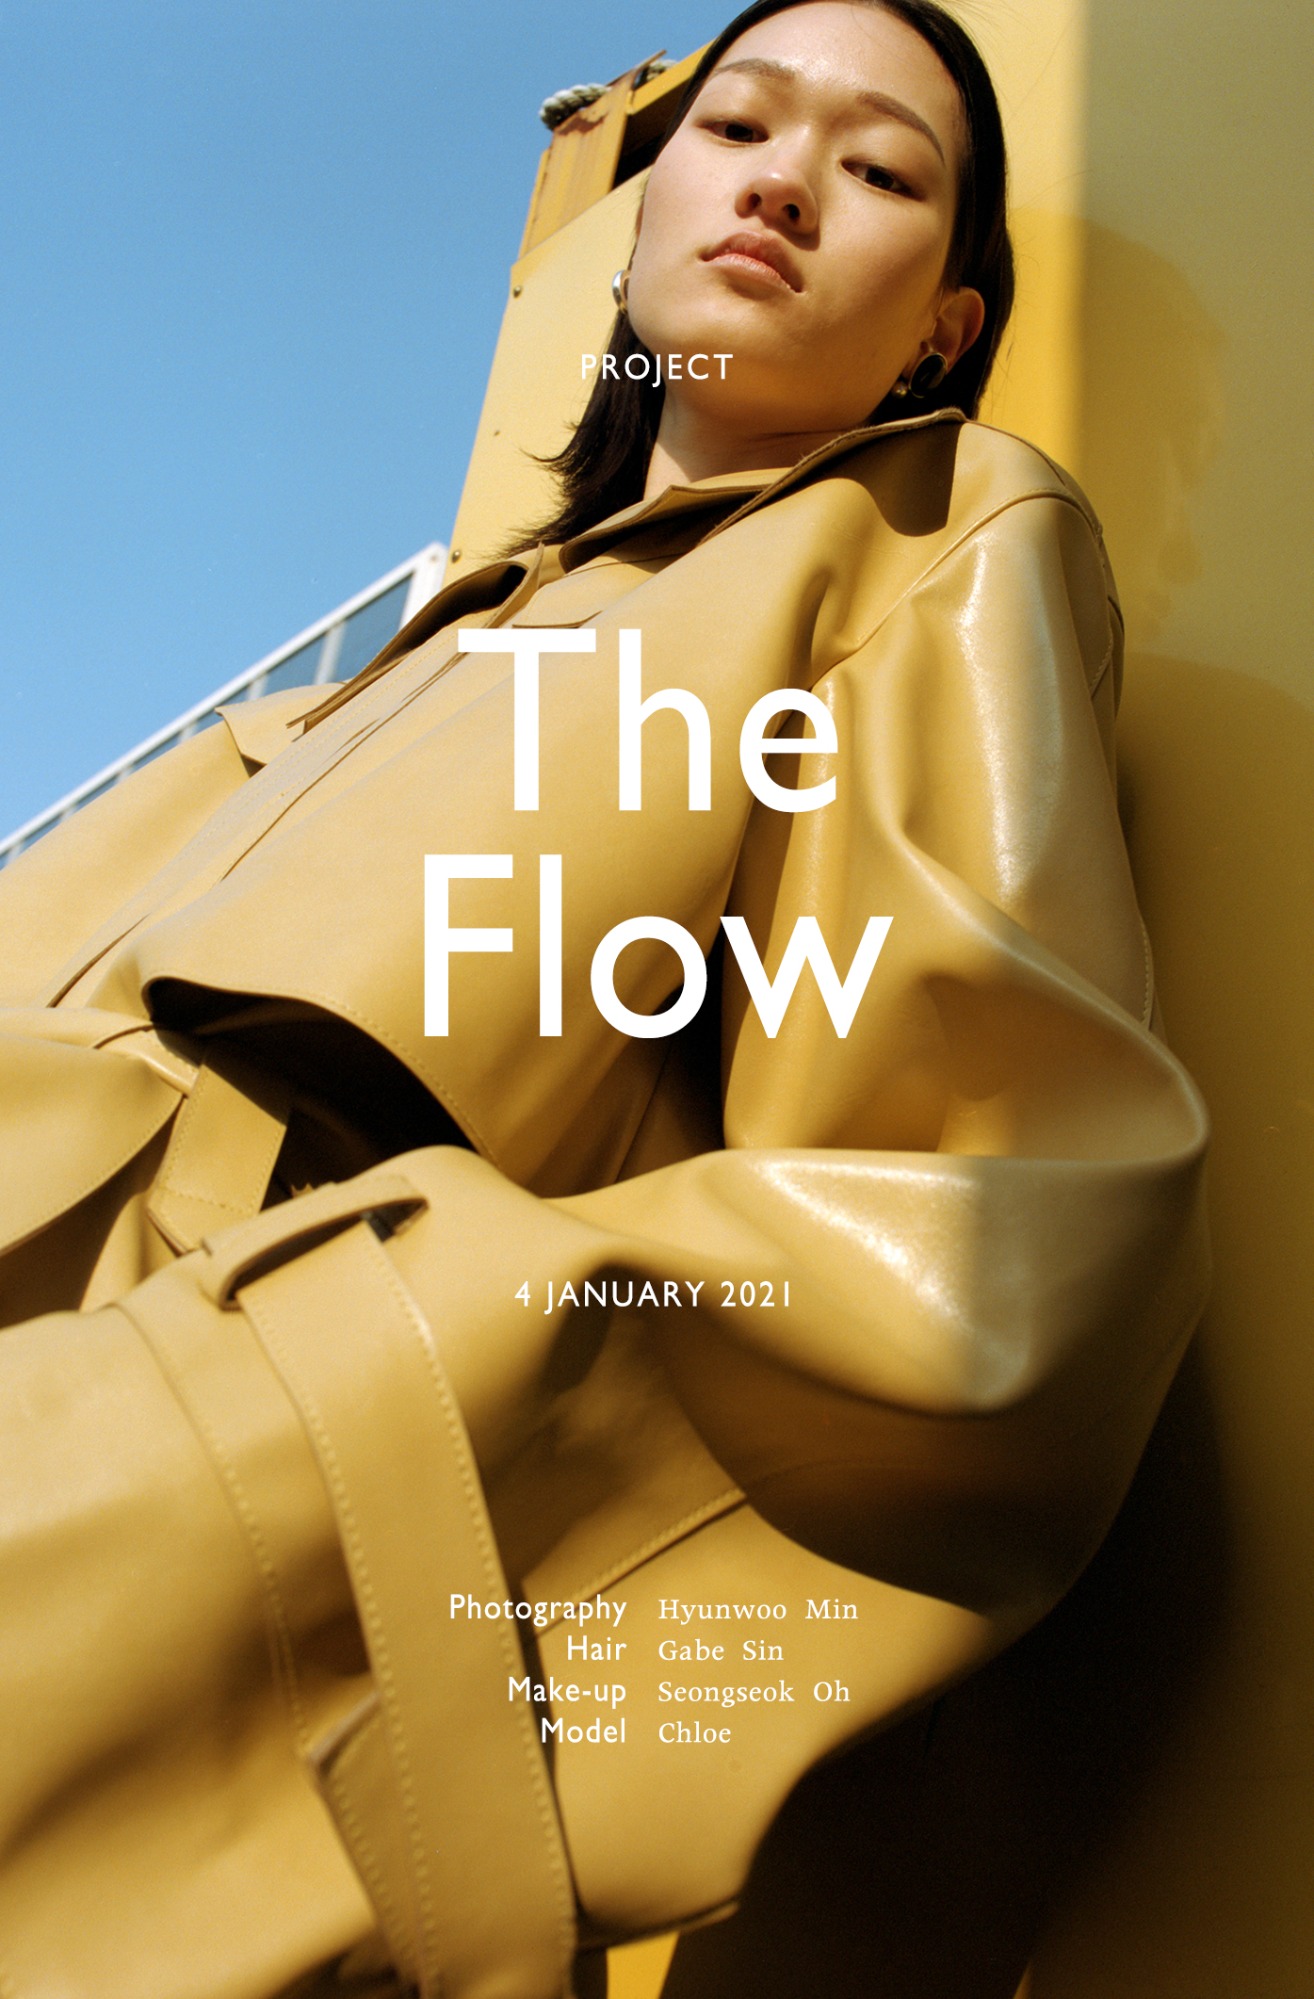 PROJECT
The
Flow
4 JANUARY 2021
Photography Hyunwoo Min
Hair Gabe Sin
Make-up Seongseok Oh
Model Chloe